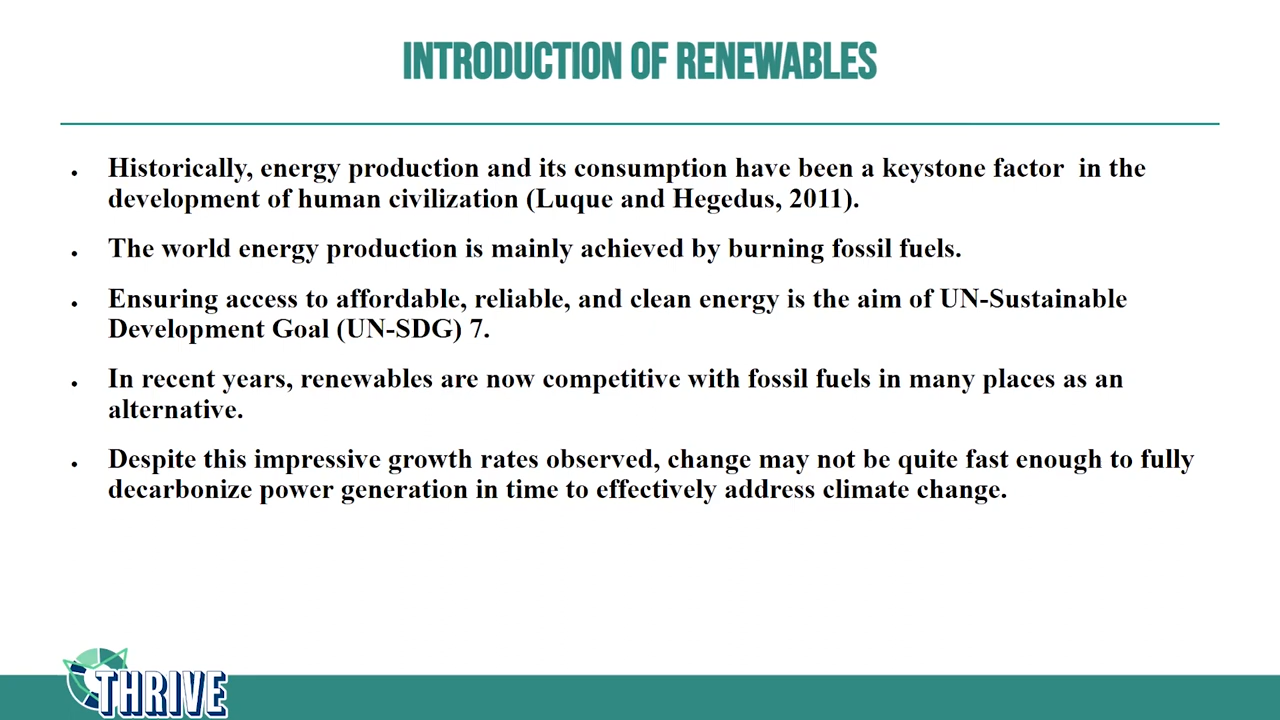 INTRODUCTION OF RENEWABLES
• Historically, energy production and its consumption have been a keystone factor  in the
development of human civilization (Luque and Hegedus, 2011).
• The world energy production is mainly achieved by burning fossil fuels.
• Ensuring access to affordable, reliable, and clean energy is the aim of UN-Sustainable
Development Goal (UN-SDG) 7.
• In recent years, renewables are now competitive with fossil fuels in many places as an
alternative.
• Despite this impressive growth rates observed, change may not be quite fast enough to fully
decarbonize power generation in time to effectively address climate change.
THRIVE